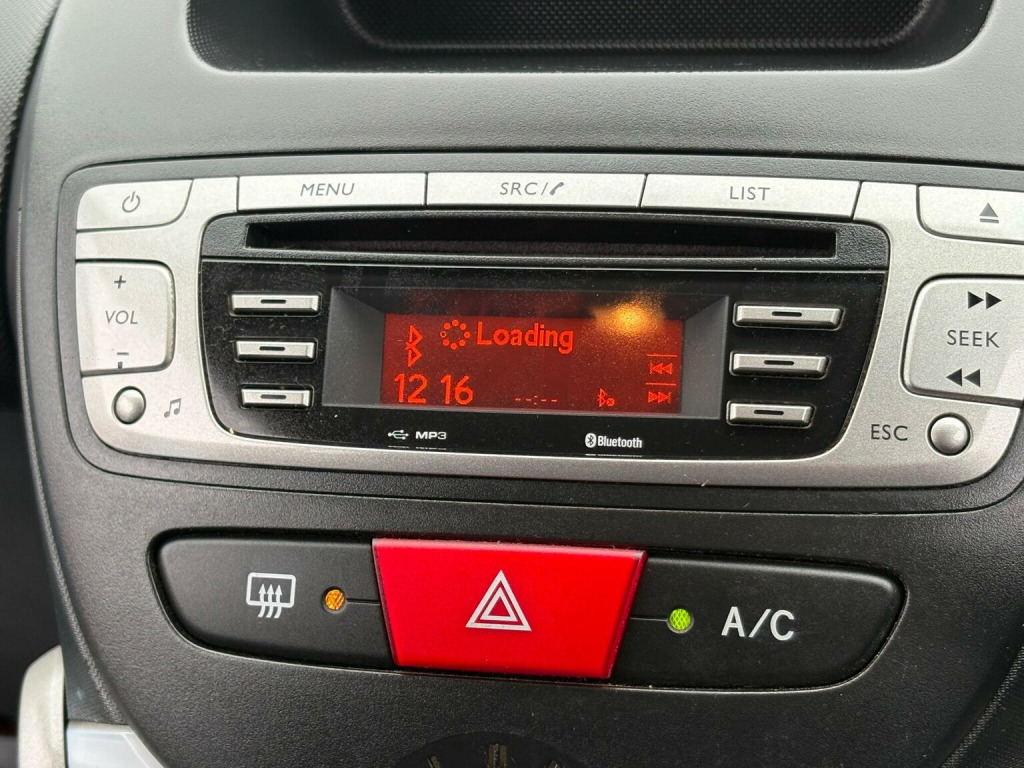 MENU
SRC/
LIST
+
VOL
-
SEEK
ESC
Loading
12 16
--:--
MP3
Bluetooth
A/C